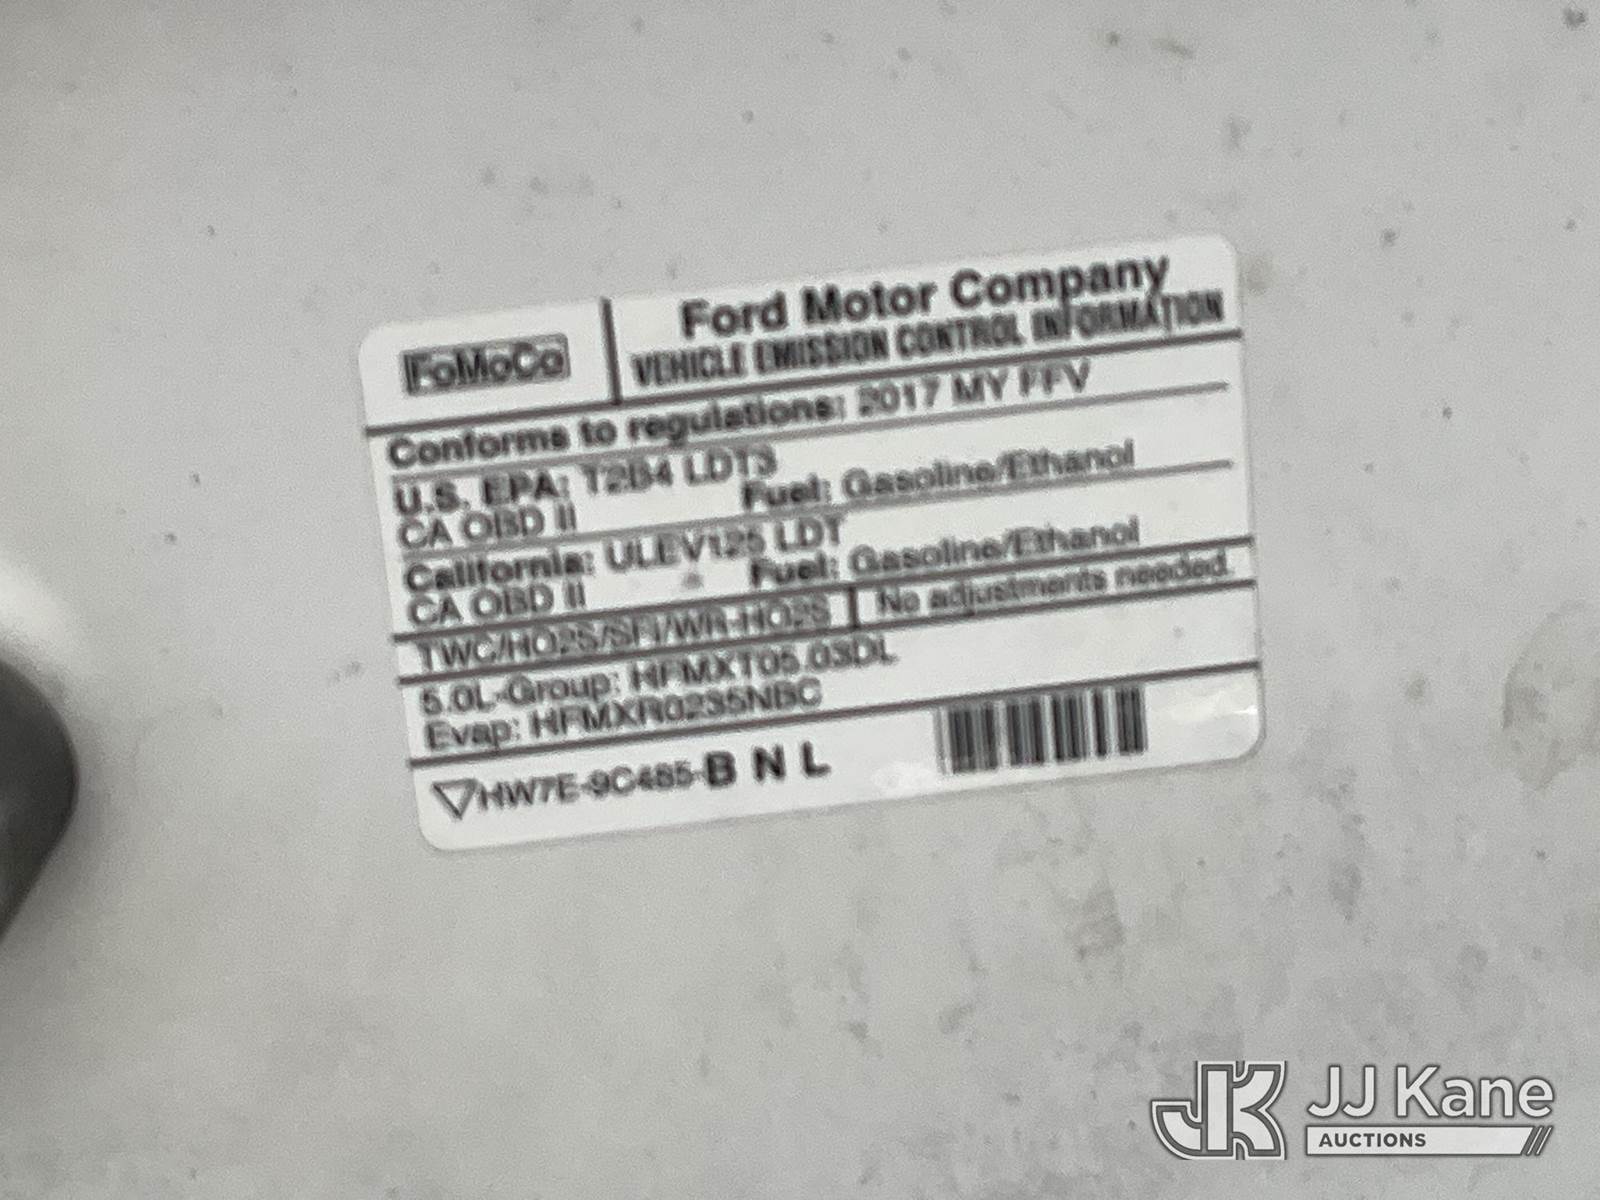 FoMoCo
Ford Motor Company
VEHICLE EMISSION CONTROL INFORMATION
Conforms to regulations: 2017 MY FFV
U.S. EPA: T2B4 LDT3
CA OBD II Fuel: Gasoline/Ethanol
California: ULEV125 LDT
CA OBD II Fuel: Gasoline/Ethanol
TWC/HO2S/SFI/WR-HO2S No adjustments needed.
5.0L-Group: HFMXT05.03DL
Evap: HFMXR0235NBC
HW7E-9C485-B N L
JK JJ Kane
AUCTIONS